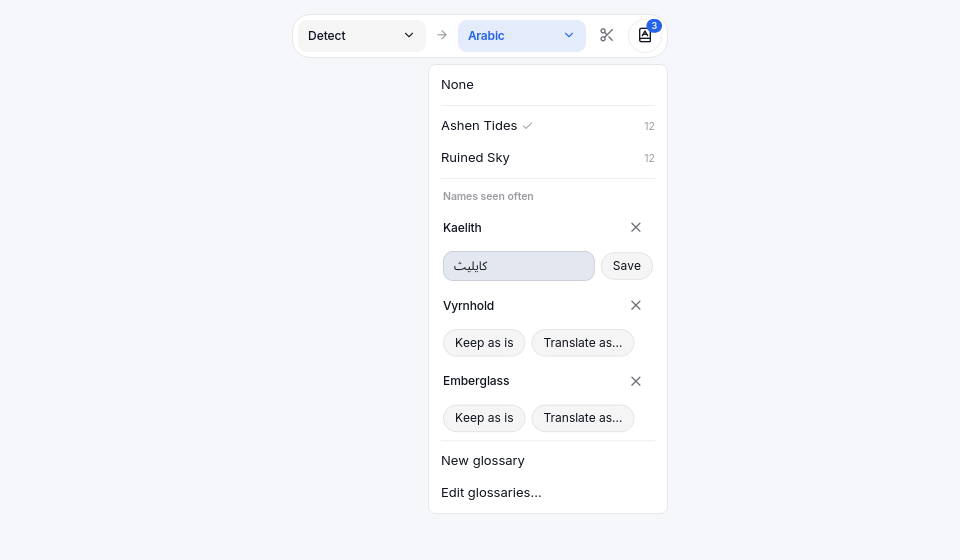 Detect
Arabic
3
None
Ashen Tides
12
Ruined Sky
12
Names seen often
Kaelith
كايليث
Save
Vyrnhold
Keep as is
Translate as...
Emberglass
Keep as is
Translate as...
New glossary
Edit glossaries...